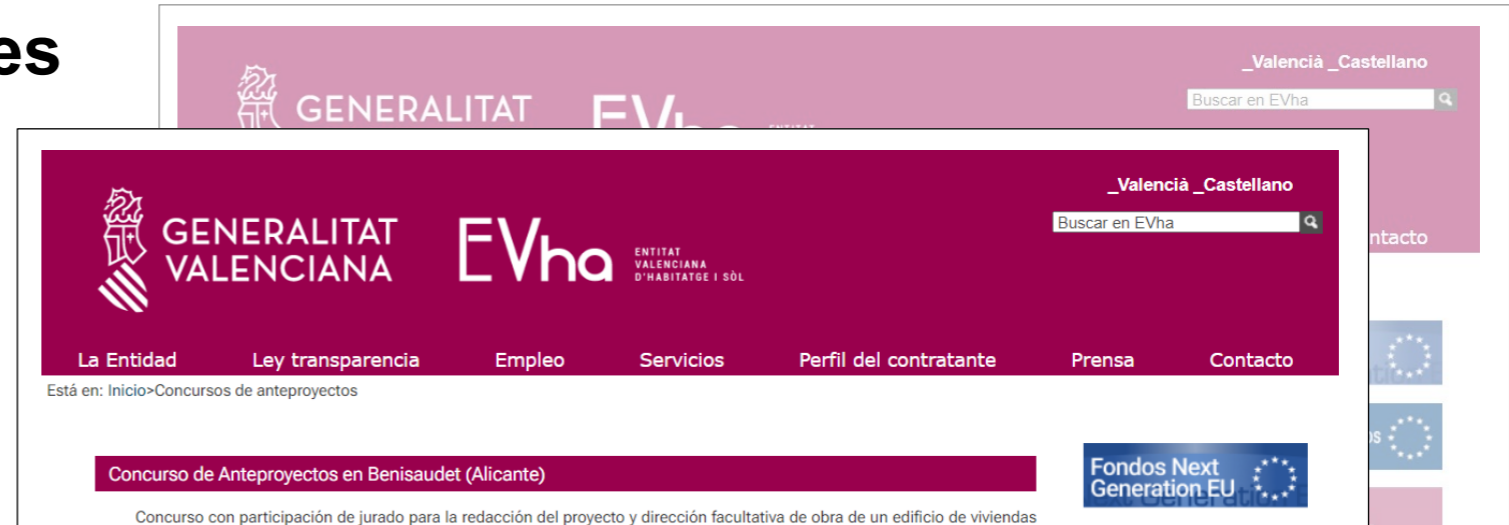 es
_Valencià _Castellano
Buscar en EVha
GENERALITAT
EVha
ntacto
_Valencià _Castellano
Buscar en EVha
GENERALITAT
VALENCIANA
EVha
ENTITAT
VALENCIANA
D'HABITATGE I SÒL
La Entidad Ley transparencia Empleo Servicios Perfil del contratante Prensa Contacto
Está en: Inicio>Concursos de anteproyectos
Concurso de Anteproyectos en Benisaudet (Alicante)
Fondos Next
Generation EU
Concurso con participación de jurado para la redacción del proyecto y dirección facultativa de obra de un edificio de viviendas